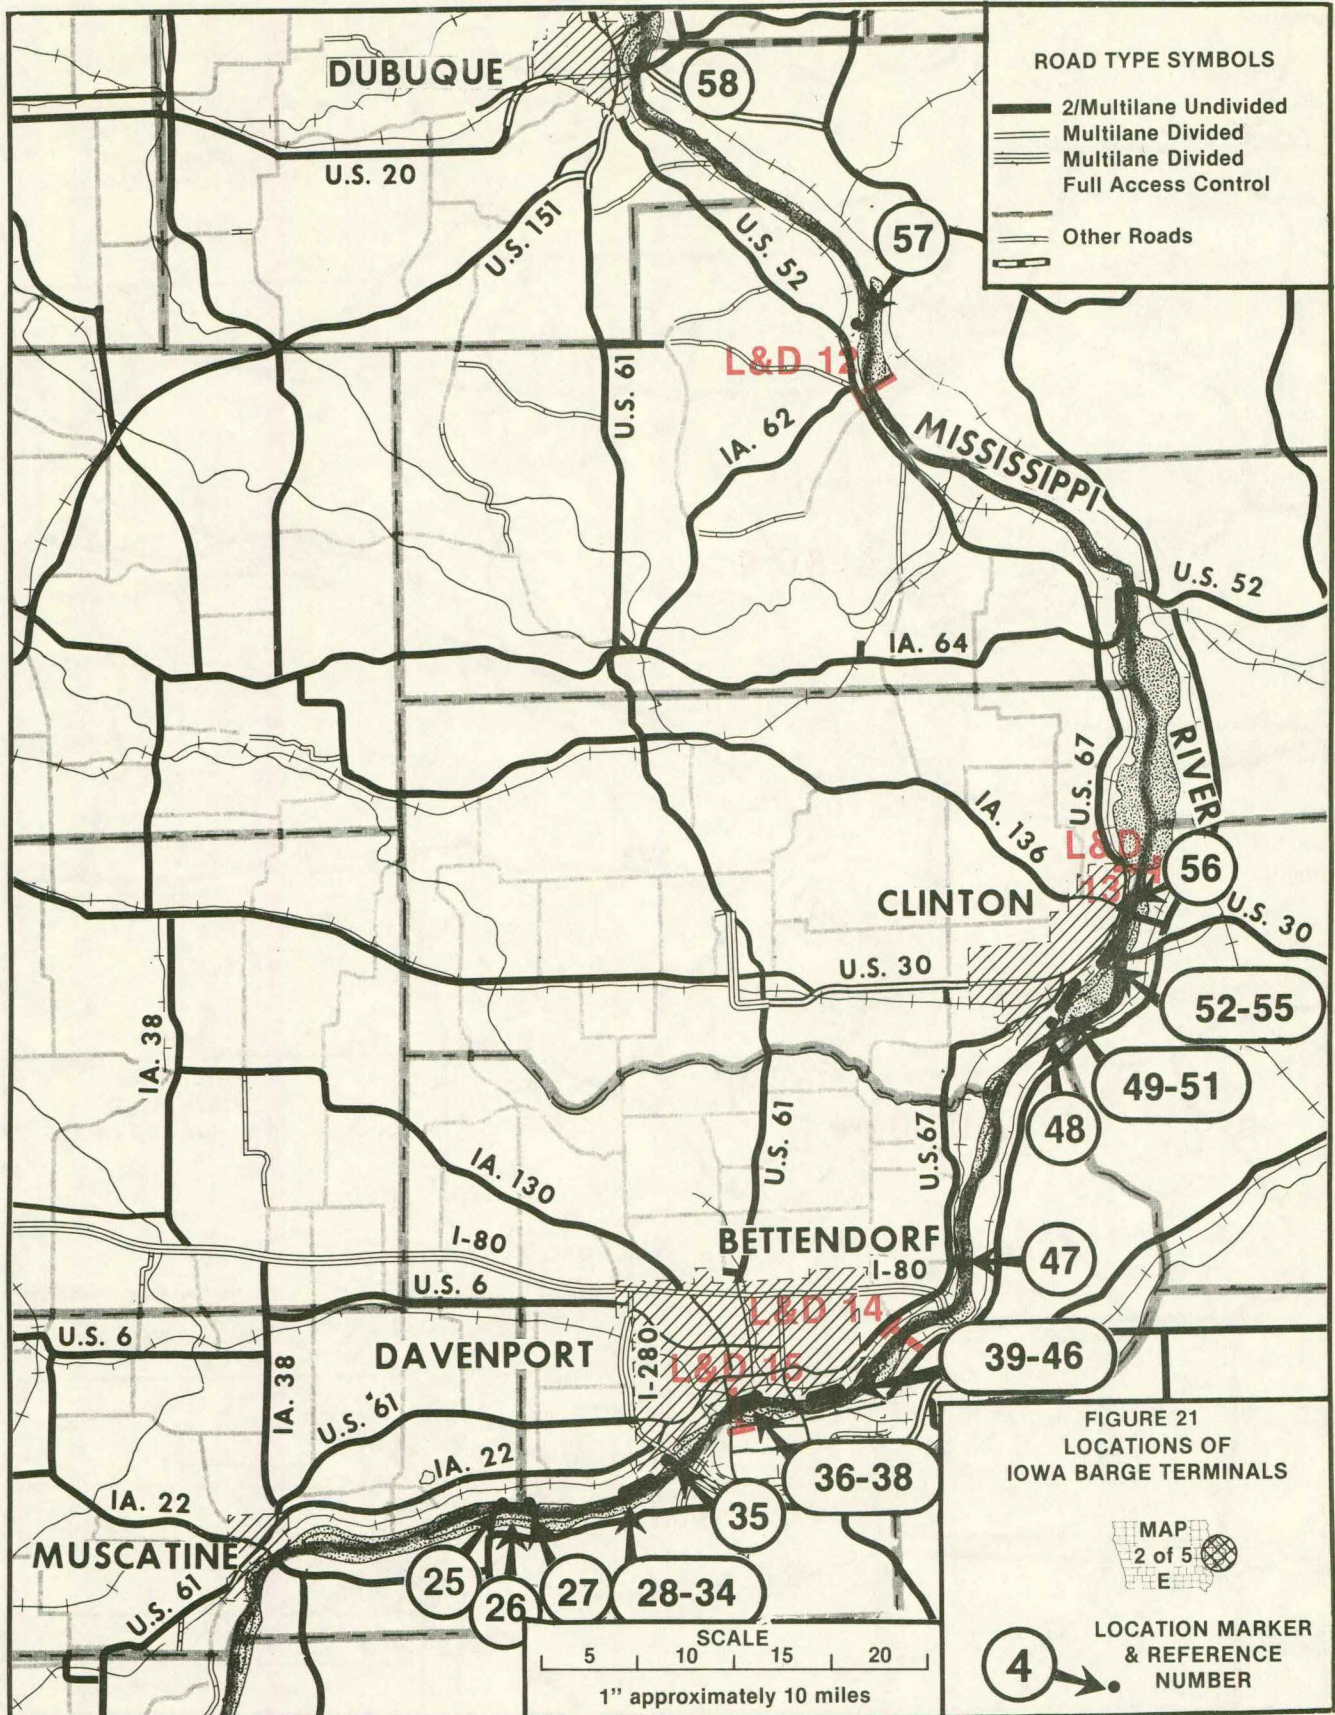 ROAD TYPE SYMBOLS
2/Multilane Undivided
Multilane Divided
Multilane Divided
Full Access Control
Other Roads
DUBUQUE
58
U.S. 20
U.S. 151
U.S. 52
57
L&D 12
U.S. 61
IA. 62
MISSISSIPPI
U.S. 52
IA. 64
RIVER
U.S. 67
IA. 136
L&D
13
56
CLINTON
U.S. 30
U.S. 30
52-55
IA. 38
49-51
48
U.S. 61
U.S.67
IA. 130
BETTENDORF
I-80
I-80
47
U.S. 6
L&D 14
U.S. 6
DAVENPORT
I-280
L&D 15
39-46
IA. 38
U.S. 61
IA. 22
36-38
35
IA. 22
MUSCATINE
25
26
27
28-34
U.S. 61
SCALE
5 10 15 20
1" approximately 10 miles
FIGURE 21
LOCATIONS OF
IOWA BARGE TERMINALS
MAP
2 of 5
E
LOCATION MARKER
& REFERENCE
NUMBER
4